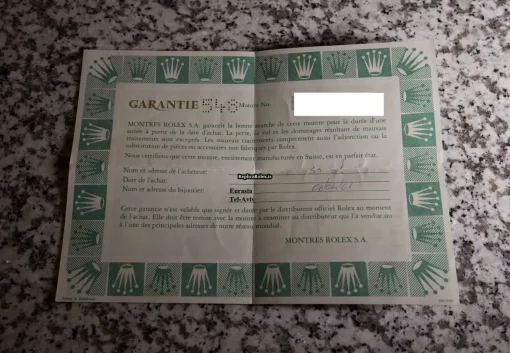 GARANTIE 548 Montre No
MONTRES ROLEX S.A. garantit la bonne marche de cette montre pour la durée d'une
année à partir de la date d'achat. La perte, le vol et les dommages résultant de mauvais
traitements sont exceptés. Les mauvais traitements comprennent aussi l'adjonction ou la
substitution de pièces ou accessoires non fabriqués par Rolex.
Nous certifions que cette montre, entièrement manufacturée en Suisse, est en parfait état.
ReplicaRolex.is
Nom et adresse de l'acheteur:
Date de l'achat:
Nom et adresse du bijoutier: Eurasia
Tel-Aviv
Cette garantie n'est valable que signée et datée par le distributeur officiel Rolex au moment
de l'achat. Elle doit être remise avec la montre à examiner au distributeur qui l'a vendue ou
à l'une des principales adresses de notre réseau mondial.
MONTRES ROLEX S.A.